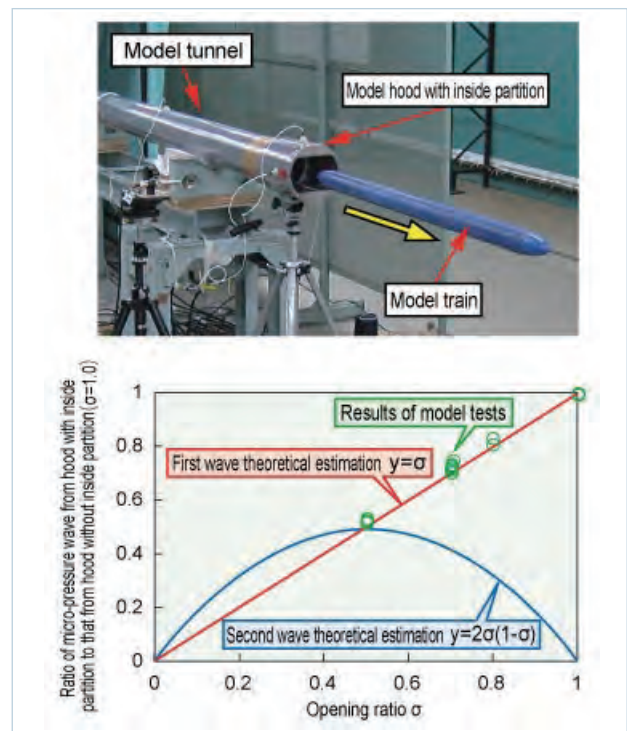 Model tunnel
Model hood with inside partition
Model train
Ratio of micro-pressure wave from hood with inside
partition to that from hood without inside partition(σ=1.0)
1
0.8
0.6
0.4
0.2
0
Results of model tests
First wave theoretical estimation y=σ
Second wave theoretical estimation y=2σ(1-σ)
0
0.2
0.4
0.6
0.8
1
Opening ratio σ